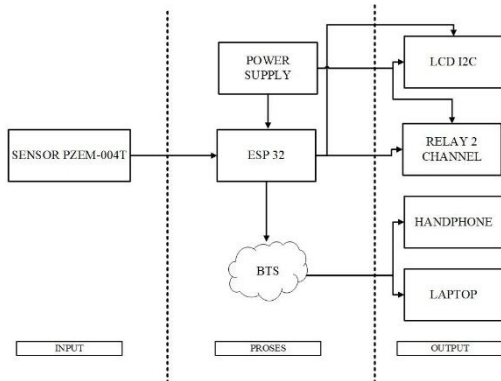 POWER
SUPPLY
LCD I2C
SENSOR PZEM-004T
ESP 32
RELAY 2
CHANNEL
HANDPHONE
BTS
LAPTOP
INPUT
PROSES
OUTPUT